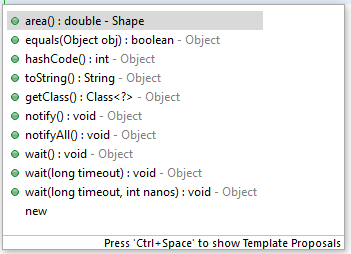 area() : double - Shape
equals(Object obj) : boolean - Object
hashCode() : int - Object
toString() : String - Object
getClass() : Class<?> - Object
notify() : void - Object
notifyAll() : void - Object
wait() : void - Object
wait(long timeout) : void - Object
wait(long timeout, int nanos) : void - Object
new
Press 'Ctrl+Space' to show Template Proposals